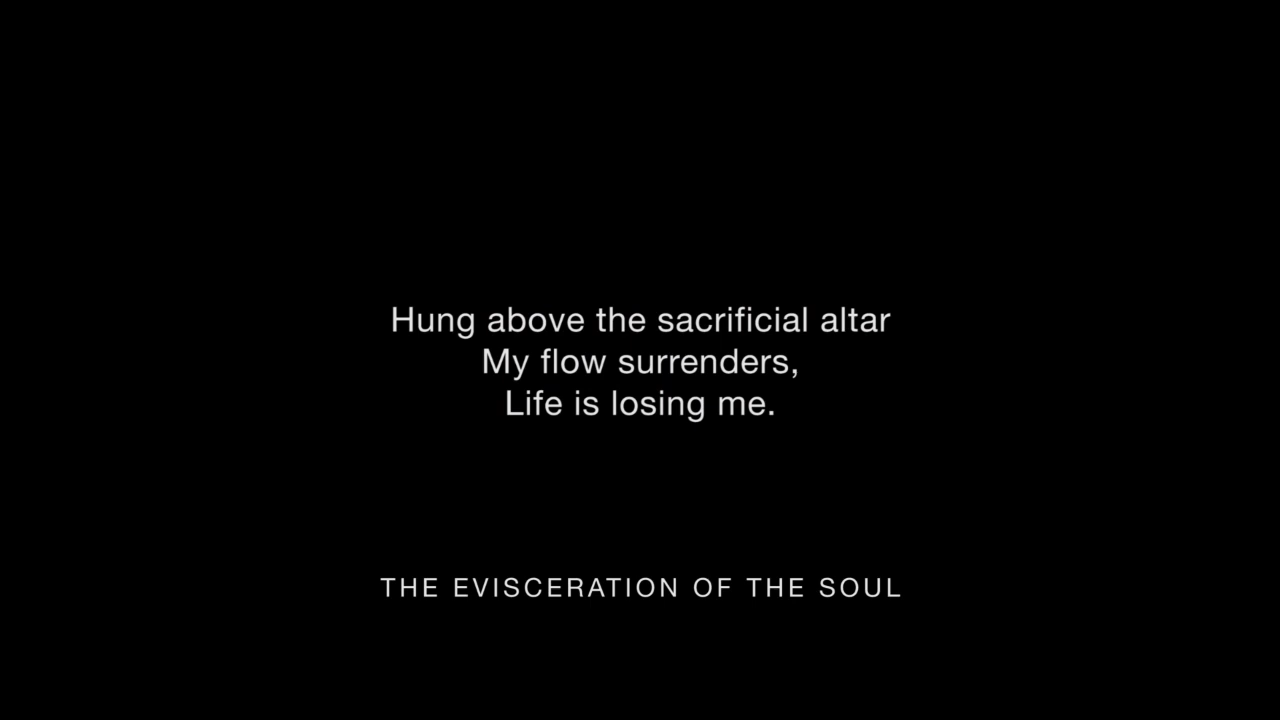 Hung above the sacrificial altar
My flow surrenders,
Life is losing me.
THE EVISCERATION OF THE SOUL